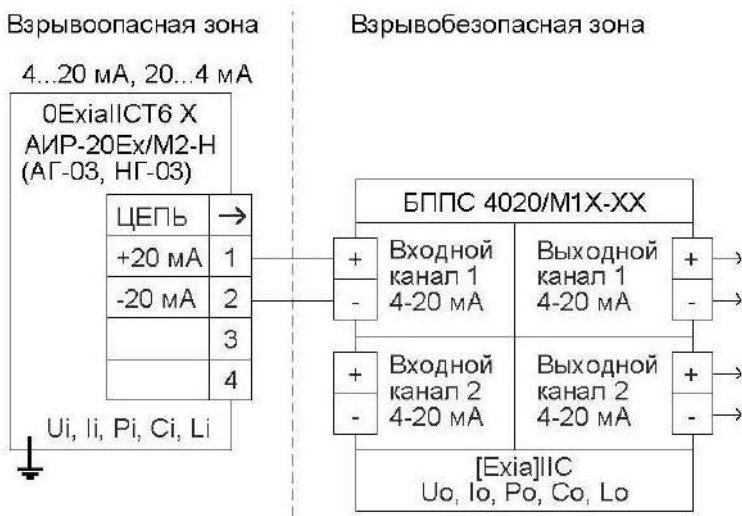 Взрывоопасная зона
Взрывобезопасная зона
4...20 мА, 20...4 мА
0ExiaIICT6 X
АИР-20Ex/М2-Н
(АГ-03, НГ-03)
ЦЕПЬ →
+20 мА 1
-20 мА 2
3
4
Ui, Ii, Pi, Ci, Li
БППС 4020/М1Х-ХХ
+ Входной
канал 1
- 4-20 мА
Выходной +
канал 1
4-20 мА -
+ Входной
канал 2
- 4-20 мА
Выходной +
канал 2
4-20 мА -
[Exia]IIC
Uo, Io, Po, Co, Lo